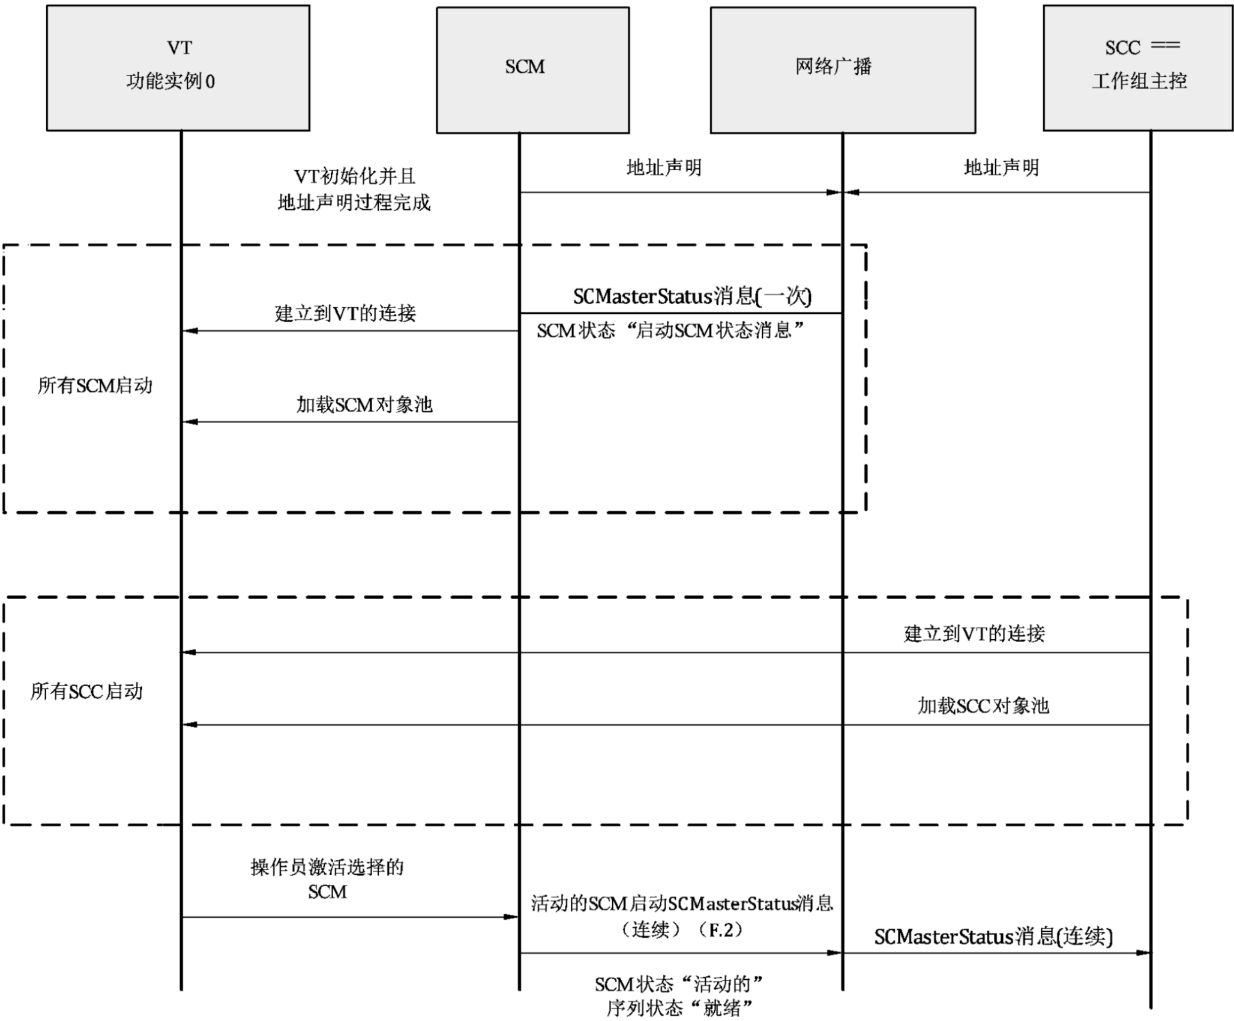 VT
功能实例0
SCM
网络广播
SCC ==
工作组主控
VT初始化并且
地址声明过程完成
地址声明
地址声明
SCMasterStatus消息(一次)
建立到VT的连接
SCM状态“启动SCM状态消息”
所有SCM启动
加载SCM对象池
建立到VT的连接
所有SCC启动
加载SCC对象池
操作员激活选择的
SCM
活动的SCM启动SCMasterStatus消息
（连续）（F.2）
SCMasterStatus消息(连续)
SCM状态“活动的”
序列状态“就绪”